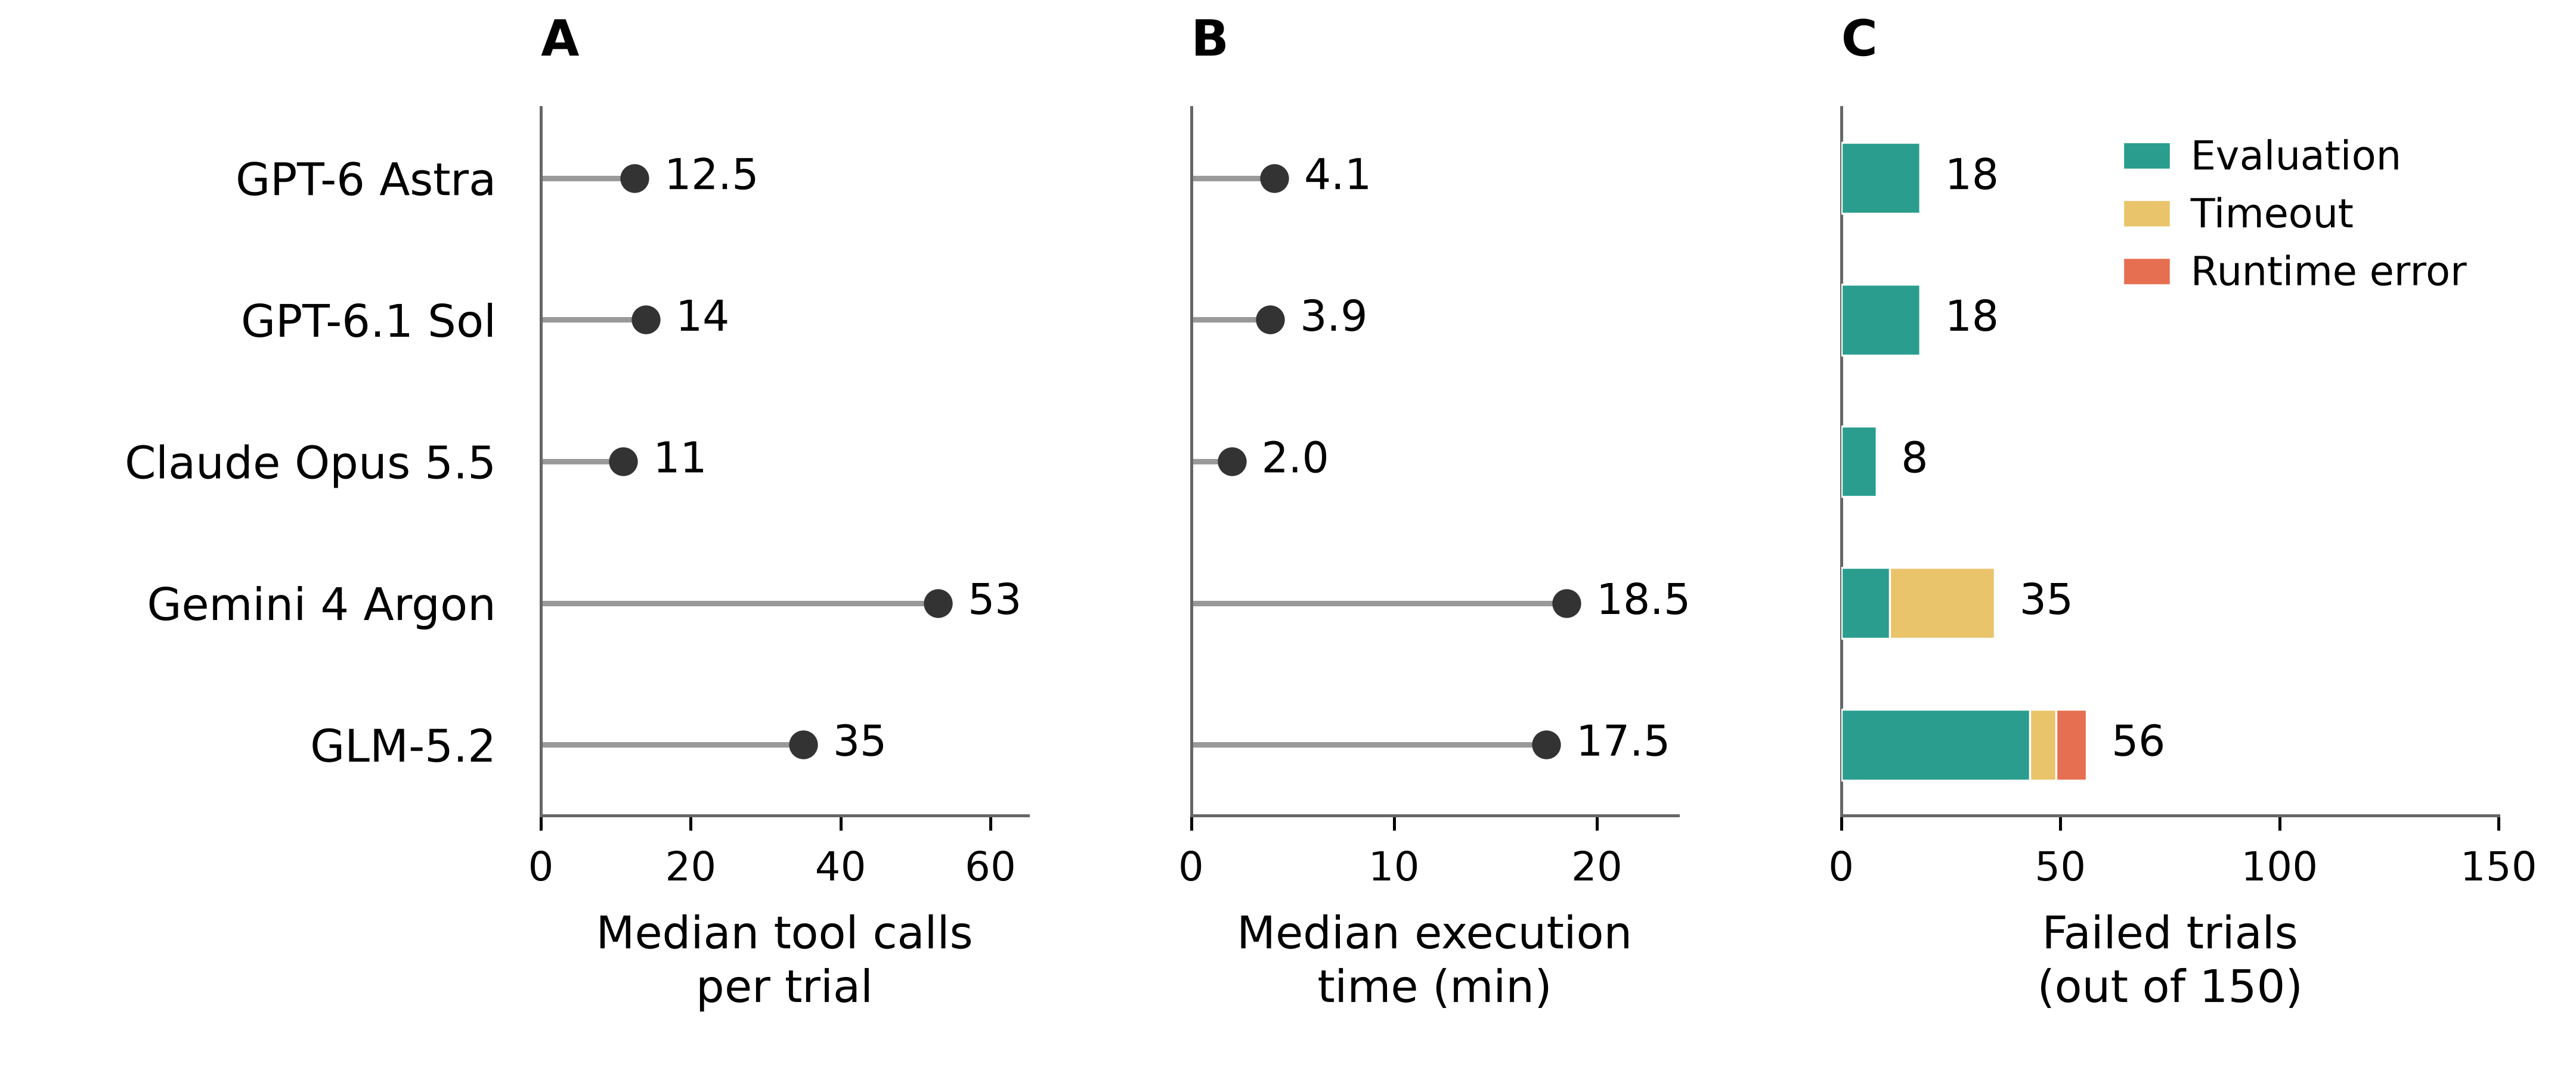 A
B
C
GPT-6 Astra
12.5
4.1
18
Evaluation
Timeout
Runtime error
GPT-6.1 Sol
14
3.9
18
Claude Opus 5.5
11
2.0
8
Gemini 4 Argon
53
18.5
35
GLM-5.2
35
17.5
56
0 20 40 60
0 10 20
0 50 100 150
Median tool calls
per trial
Median execution
time (min)
Failed trials
(out of 150)